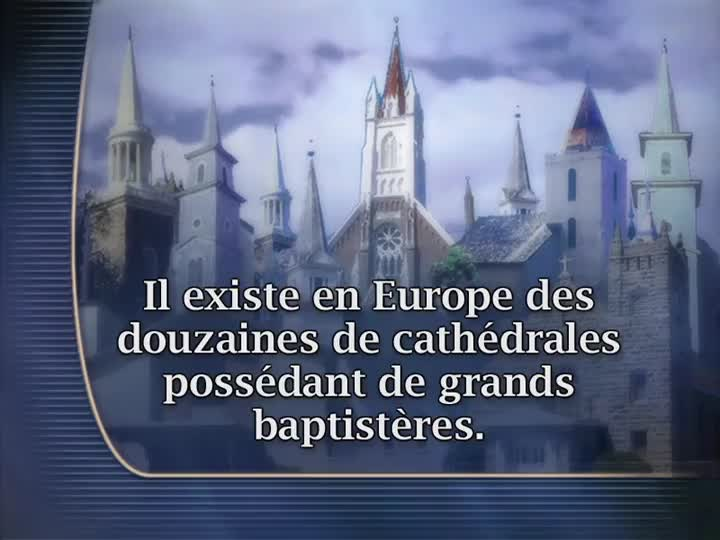 Il existe en Europe des
douzaines de cathédrales
possédant de grands
baptistères.